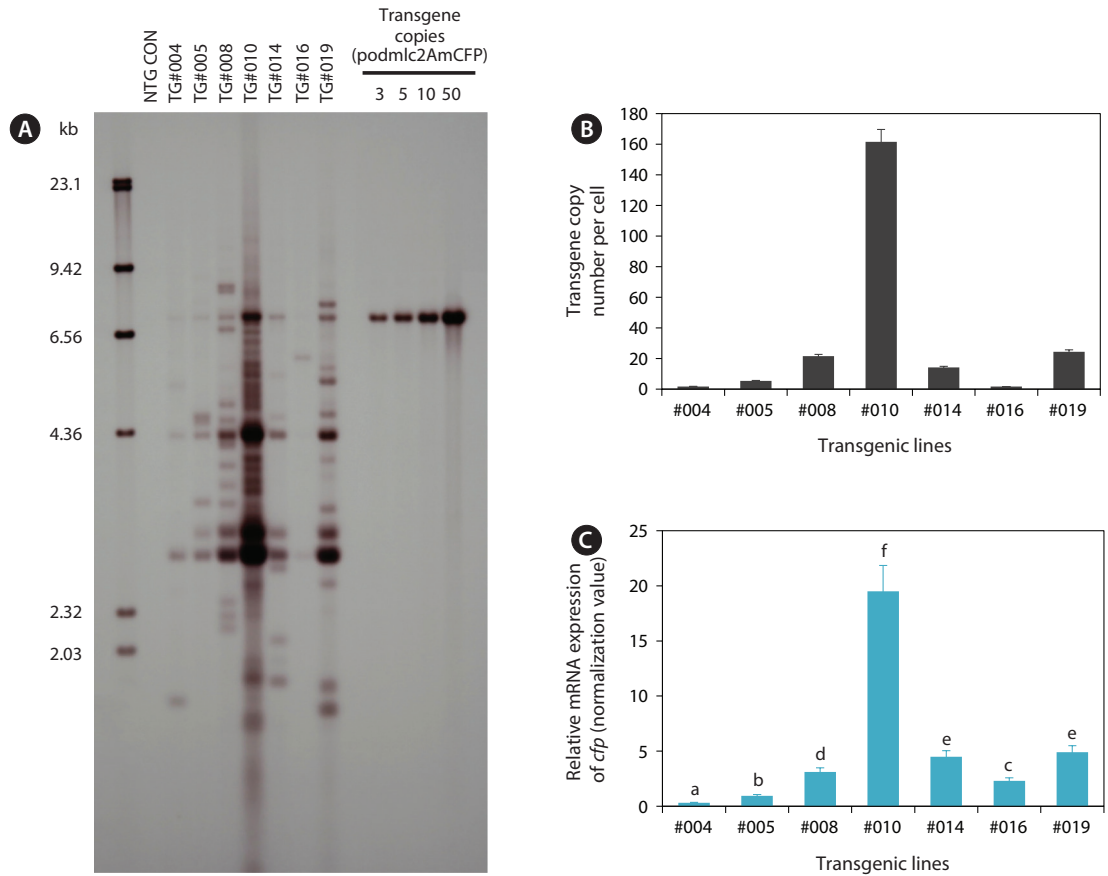 Transgene
copies
(podmlc2AmCFP)
NTG CON
TG#004
TG#005
TG#008
TG#010
TG#014
TG#016
TG#019
3 5 10 50
A
kb
23.1
9.42
6.56
4.36
2.32
2.03
B
Transgene copy
number per cell
180
160
140
120
100
80
60
40
20
0
#004 #005 #008 #010 #014 #016 #019
Transgenic lines
C
Relative mRNA expression
of cfp (normalization value)
25
20
15
10
5
0
a b d f e c e
#004 #005 #008 #010 #014 #016 #019
Transgenic lines